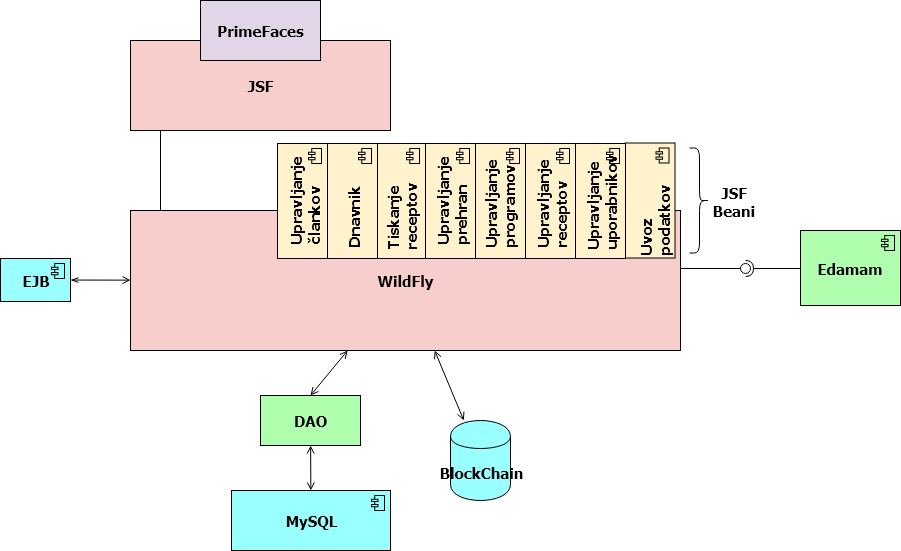 PrimeFaces
JSF
Upravljanje
člankov
Dnavnik
Tiskanje
receptov
Upravljanje
prehran
Upravljanje
programov
Upravljanje
receptov
Upravljanje
uporabnikov
Uvoz
podatkov
JSF
Beani
EJB
WildFly
Edamam
DAO
BlockChain
MySQL